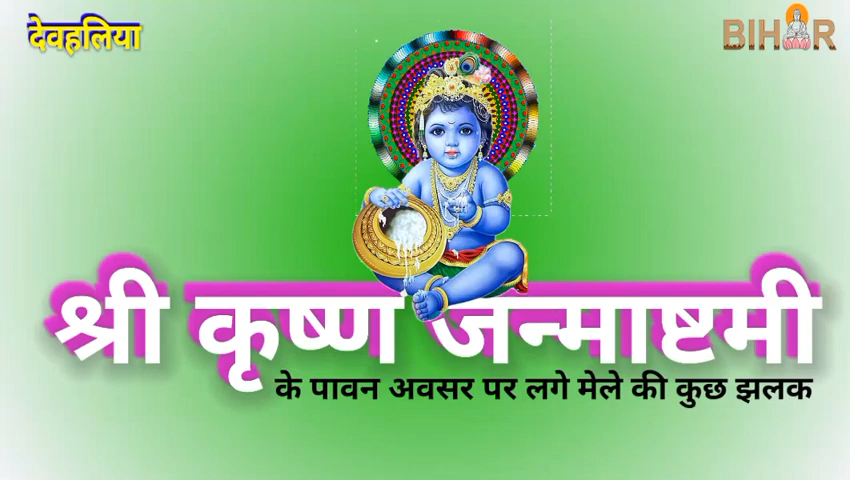 देवहलिया
BIHAR
श्री कृष्ण जन्माष्टमी
के पावन अवसर पर लगे मेले की कुछ झलक